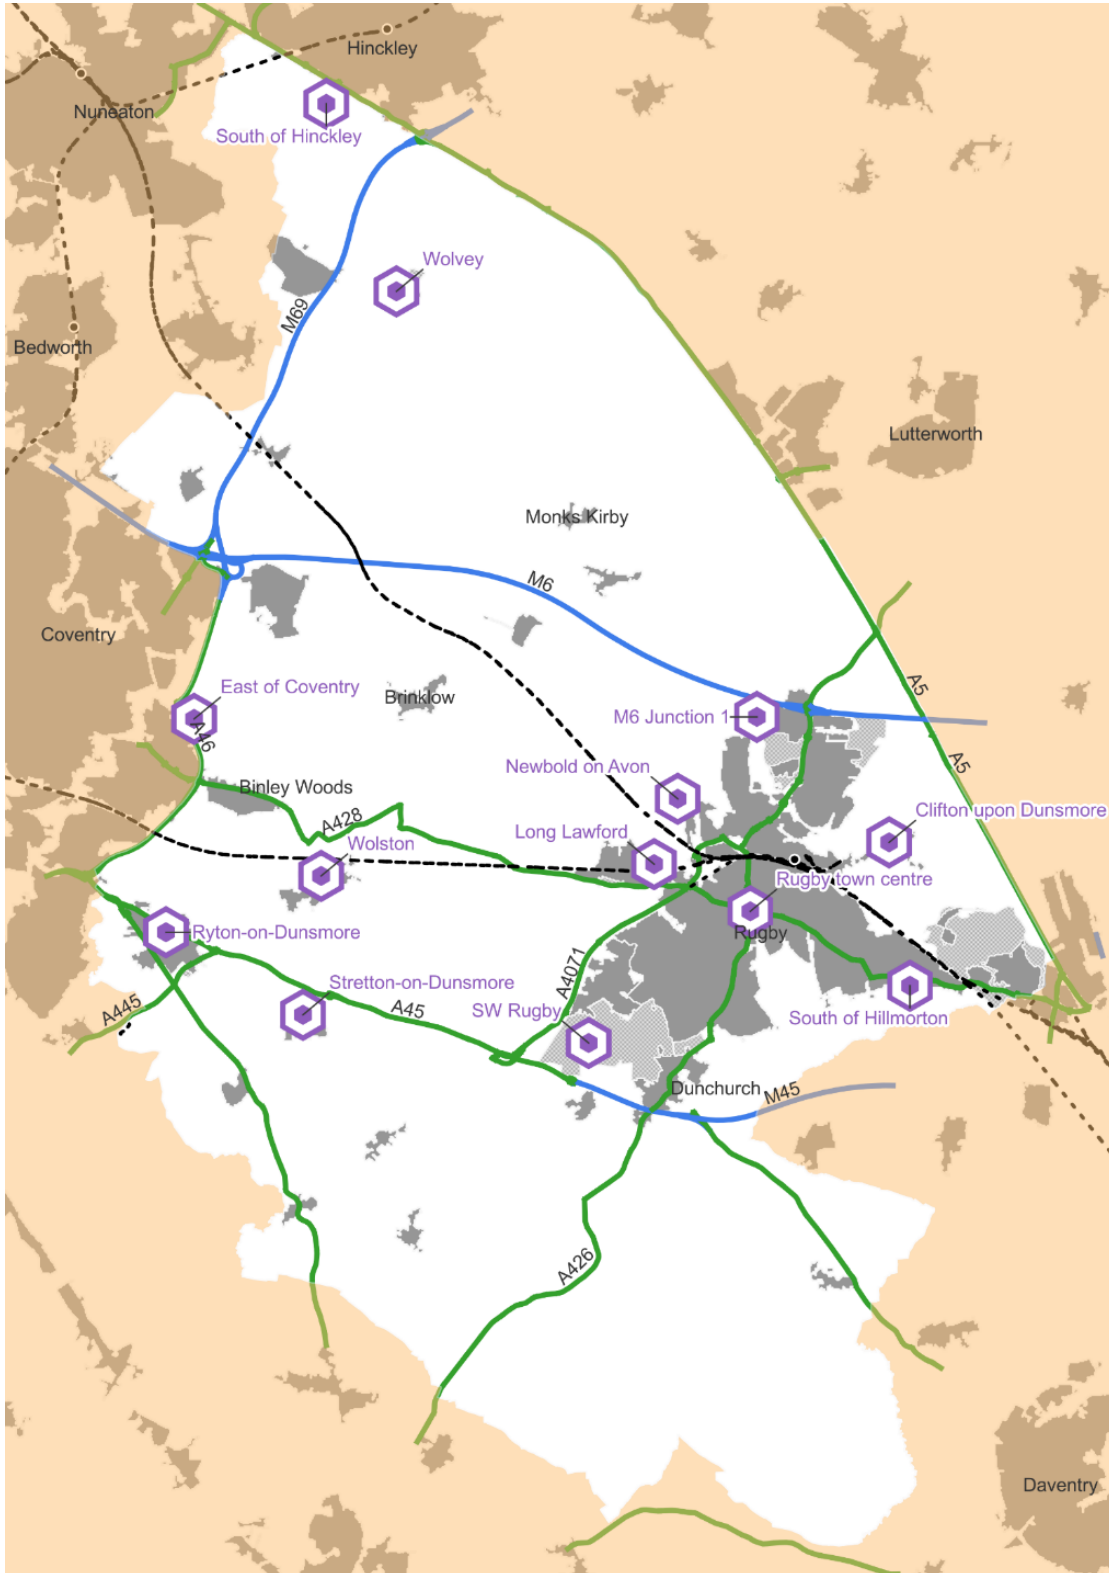 Hinckley
Nuneaton
South of Hinckley
Wolvey
M69
Bedworth
Lutterworth
Monks Kirby
M6
Coventry
East of Coventry
Brinklow
A46
M6 Junction 1
A5
A5
Newbold on Avon
Binley Woods
A428
Clifton upon Dunsmore
Long Lawford
Wolston
Rugby town centre
Ryton-on-Dunsmore
Rugby
A4071
Stretton-on-Dunsmore
A445
A45
SW Rugby
South of Hillmorton
Dunchurch
M45
A426
Daventry